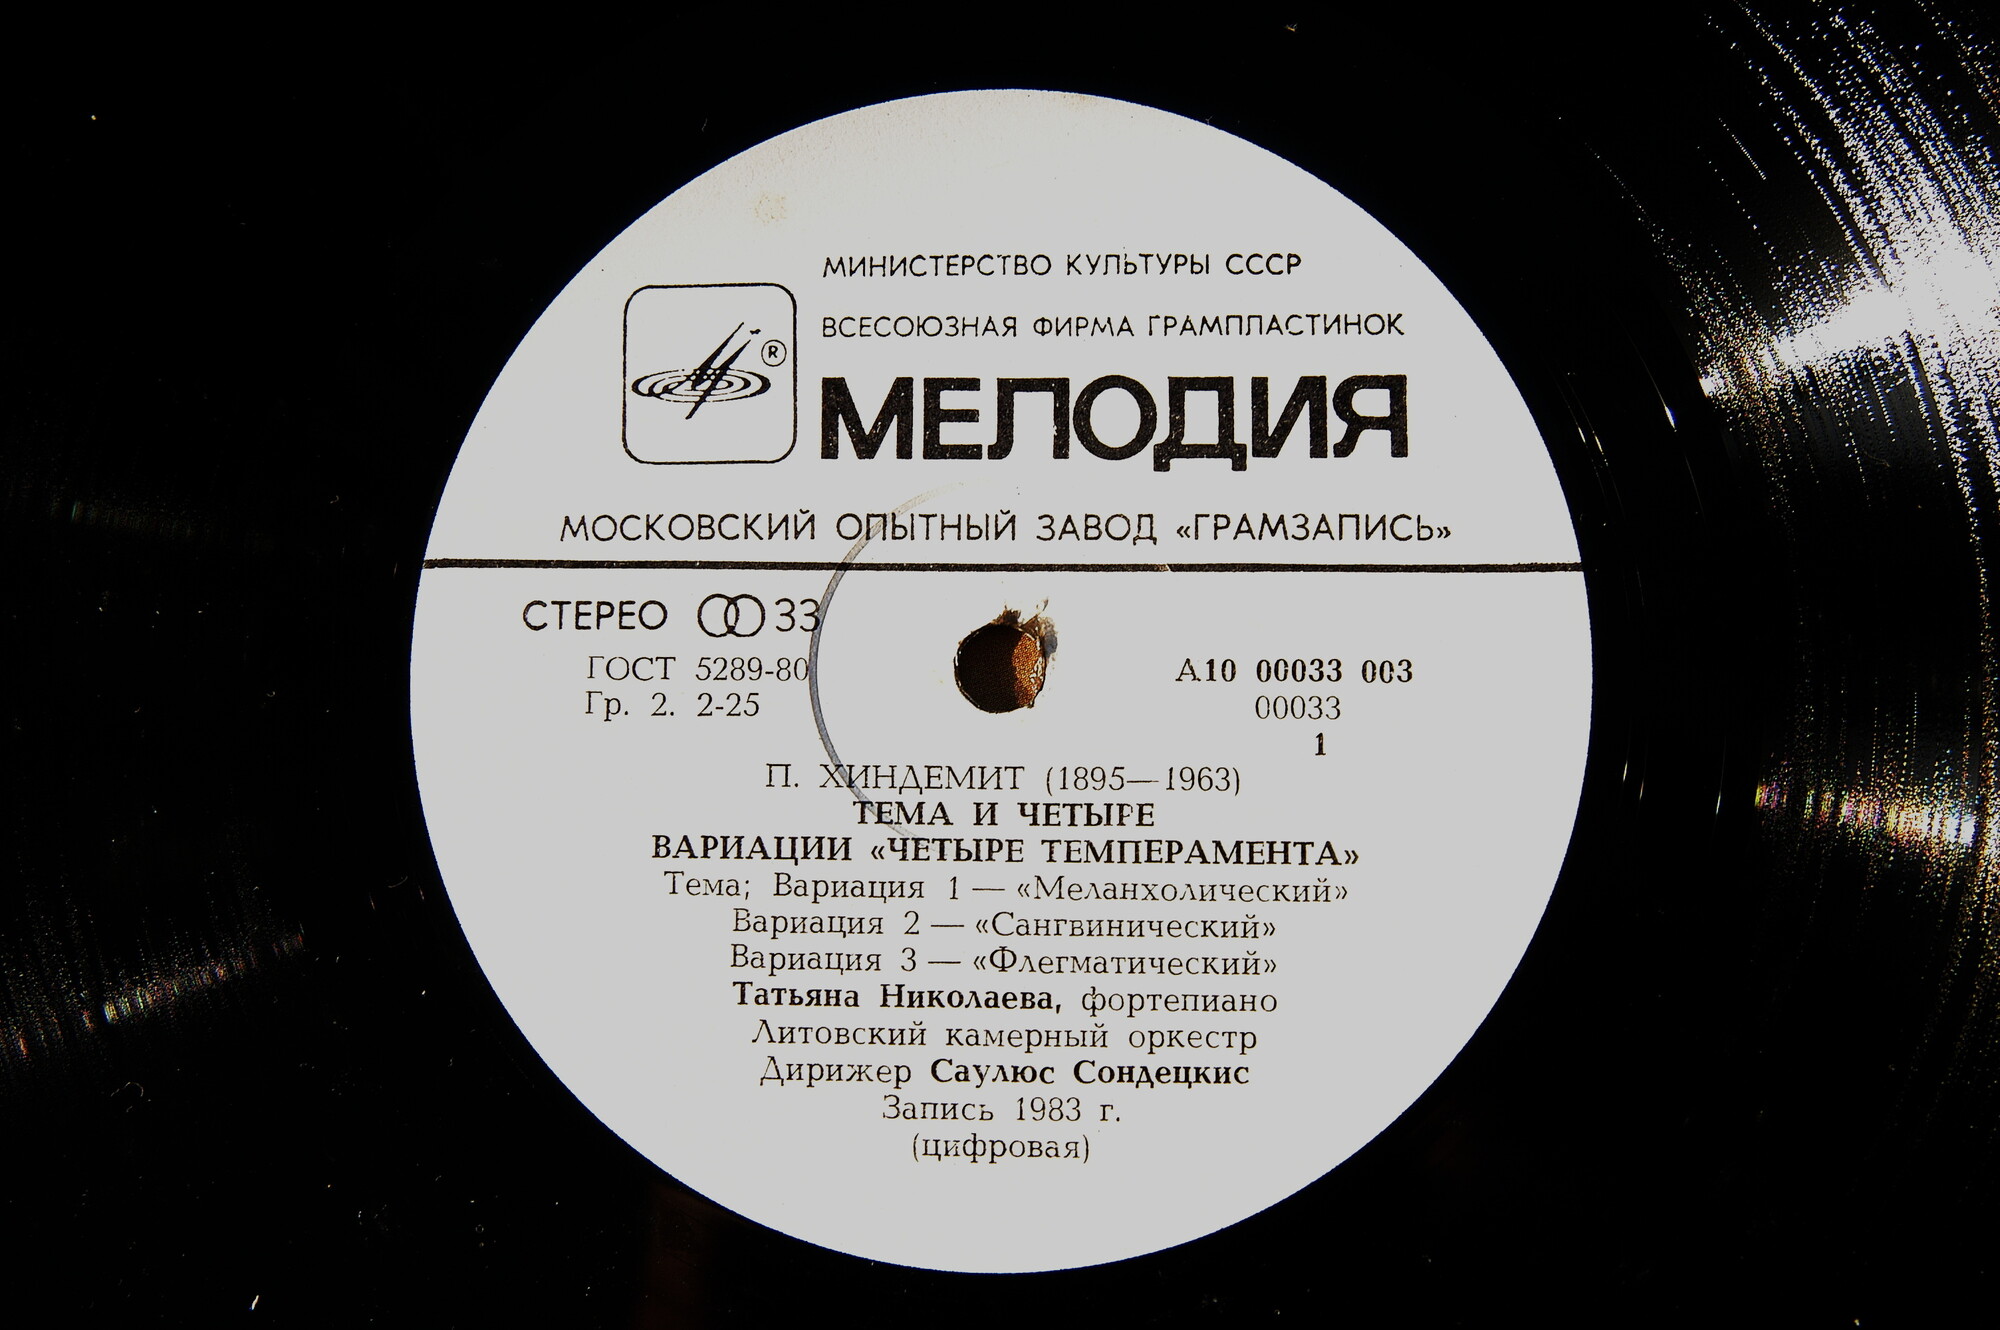 МИНИСТЕРСТВО КУЛЬТУРЫ СССР
ВСЕСОЮЗНАЯ ФИРМА ГРАМПЛАСТИНОК
®
МЕЛОДИЯ
МОСКОВСКИЙ ОПЫТНЫЙ ЗАВОД «ГРАМЗАПИСЬ»
СТЕРЕО 33
ГОСТ 5289-80
Гр. 2. 2-25
А10 00033 003
00033
1
П. ХИНДЕМИТ (1895—1963)
ТЕМА И ЧЕТЫРЕ
ВАРИАЦИИ «ЧЕТЫРЕ ТЕМПЕРАМЕНТА»
Тема; Вариация 1 — «Меланхолический»
Вариация 2 — «Сангвинический»
Вариация 3 — «Флегматический»
Татьяна Николаева, фортепиано
Литовский камерный оркестр
Дирижер Саулюс Сондецкис
Запись 1983 г.
(цифровая)